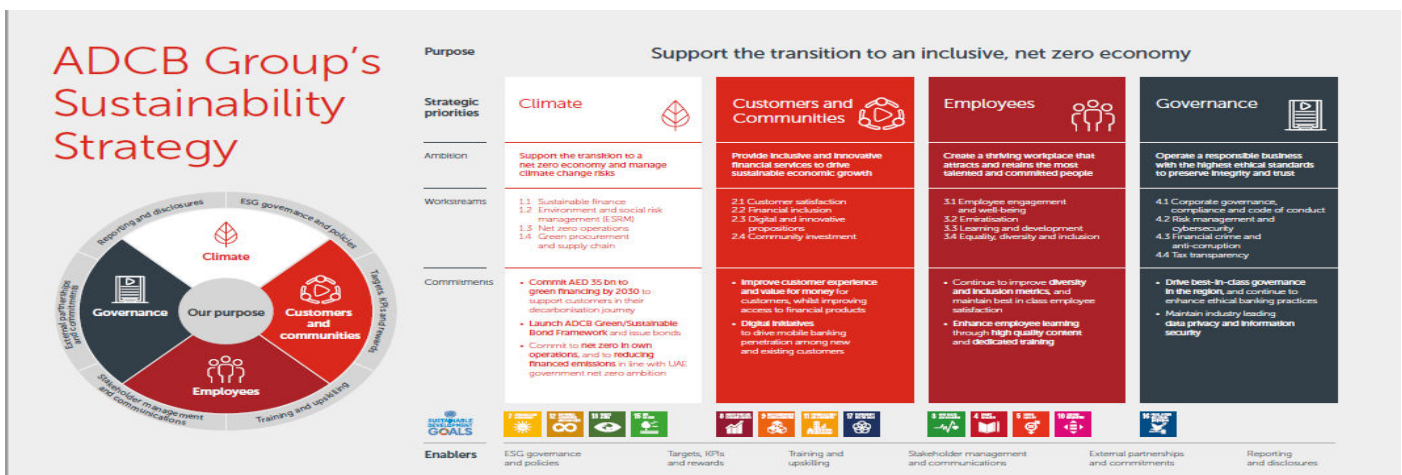 ADCB Group's
Sustainability
Strategy
Reporting and disclosures
ESG governance and policies
Targets, KPIs and rewards
Training and upskilling
Stakeholder management
and communications
External partnerships
and commitments
Climate
Governance
Our purpose
Customers
and
communities
Employees
Purpose
Support the transition to an inclusive, net zero economy
Strategic
priorities
Climate
Customers and
Communities
Employees
Governance
Ambition
Support the transition to a
net zero economy and manage
climate change risks
Provide inclusive and innovative
financial services to drive
sustainable economic growth
Create a thriving workplace that
attracts and retains the most
talented and committed people
Operate a responsible business
with the highest ethical standards
to preserve integrity and trust
Workstreams
1.1 Sustainable finance
1.2 Environment and social risk
management (ESRM)
1.3 Net zero operations
1.4 Green procurement
and supply chain
2.1 Customer satisfaction
2.2 Financial inclusion
2.3 Digital and innovative
propositions
2.4 Community investment
3.1 Employee engagement
and well-being
3.2 Emiratisation
3.3 Learning and development
3.4 Equality, diversity and inclusion
4.1 Corporate governance,
compliance and code of conduct
4.2 Risk management and
cybersecurity
4.3 Financial crime and
anti-corruption
4.4 Tax transparency
Commitments
• Commit AED 35 bn to
green financing by 2030 to
support customers in their
decarbonisation journey
• Launch ADCB Green/Sustainable
Bond Framework and issue bonds
• Commit to net zero in own
operations, and to reducing
financed emissions in line with UAE
government net zero ambition
• Improve customer experience
and value for money for
customers, whilst improving
access to financial products
• Digital initiatives
to drive mobile banking
penetration among new
and existing customers
• Continue to improve diversity
and inclusion metrics, and
maintain best in class employee
satisfaction
• Enhance employee learning
through high quality content
and dedicated training
• Drive best-in-class governance
in the region, and continue to
enhance ethical banking practices
• Maintain industry leading
data privacy and information
security
SUSTAINABLE
DEVELOPMENT
GOALS
7
12
13
15
8
9
11
17
3
4
5
10
16
Enablers
ESG governance
and policies
Targets, KPIs
and rewards
Training and
upskilling
Stakeholder management
and communications
External partnerships
and commitments
Reporting
and disclosures